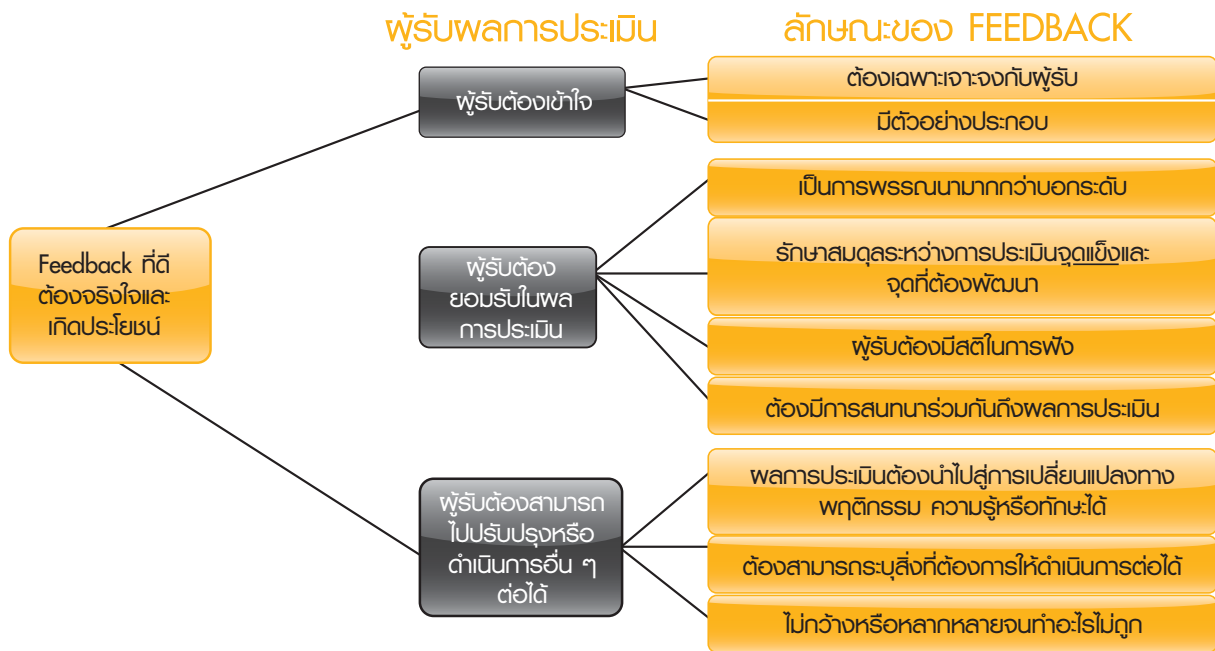 ผู้รับผลการประเมิน
ลักษณะของ FEEDBACK
Feedback ที่ดี
ต้องจริงใจและ
เกิดประโยชน์
ผู้รับต้องเข้าใจ
ต้องเฉพาะเจาะจงกับผู้รับ
มีตัวอย่างประกอบ
ผู้รับต้อง
ยอมรับในผล
การประเมิน
เป็นการพรรณนามากกว่าบอกระดับ
รักษาสมดุลระหว่างการประเมินจุดแข็งและ
จุดที่ต้องพัฒนา
ผู้รับต้องมีสติในการฟัง
ต้องมีการสนทนาร่วมกันถึงผลการประเมิน
ผู้รับต้องสามารถ
ไปปรับปรุงหรือ
ดำเนินการอื่น ๆ
ต่อได้
ผลการประเมินต้องนำไปสู่การเปลี่ยนแปลงทาง
พฤติกรรม ความรู้หรือทักษะได้
ต้องสามารถระบุสิ่งที่ต้องการให้ดำเนินการต่อได้
ไม่กว้างหรือหลากหลายจนทำอะไรไม่ถูก